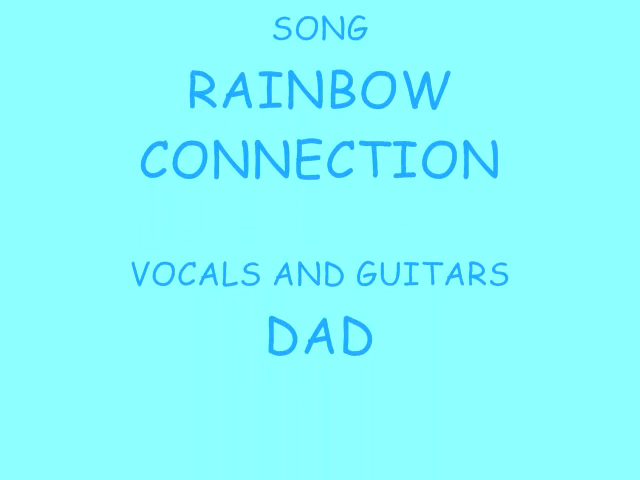 SONG
RAINBOW
CONNECTION
VOCALS AND GUITARS
DAD